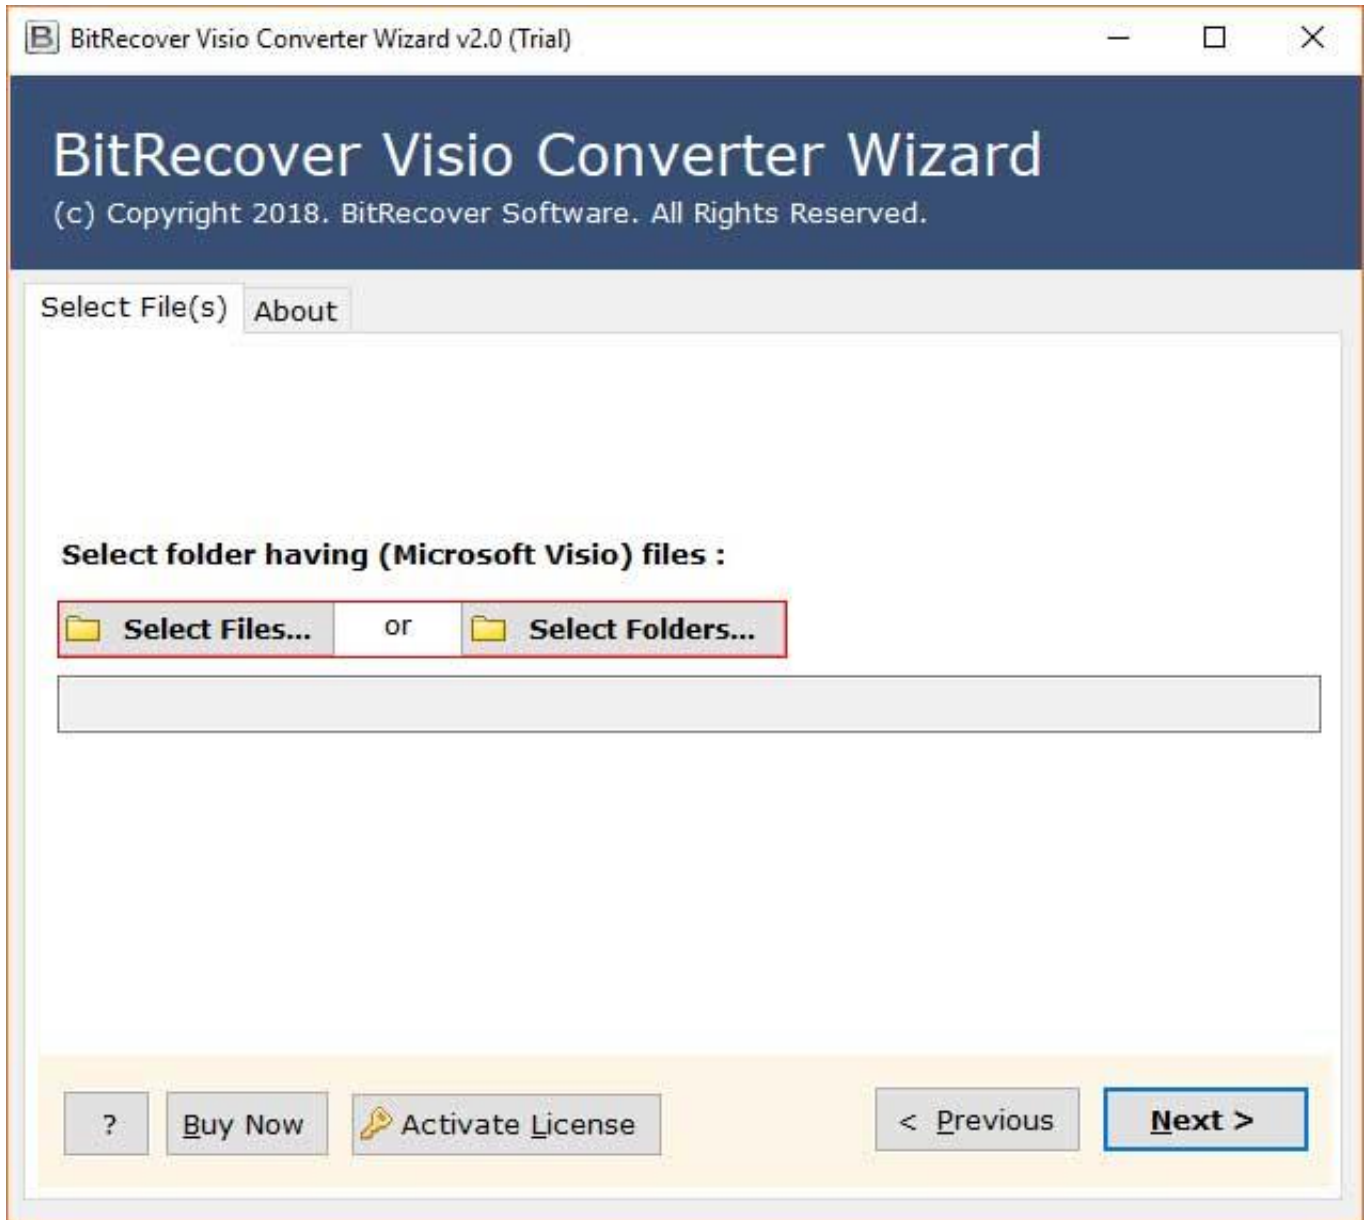 BitRecover Visio Converter Wizard v2.0 (Trial)
BitRecover Visio Converter Wizard
(c) Copyright 2018. BitRecover Software. All Rights Reserved.
Select File(s) About
Select folder having (Microsoft Visio) files :
Select Files... or Select Folders...
? Buy Now Activate License < Previous Next >